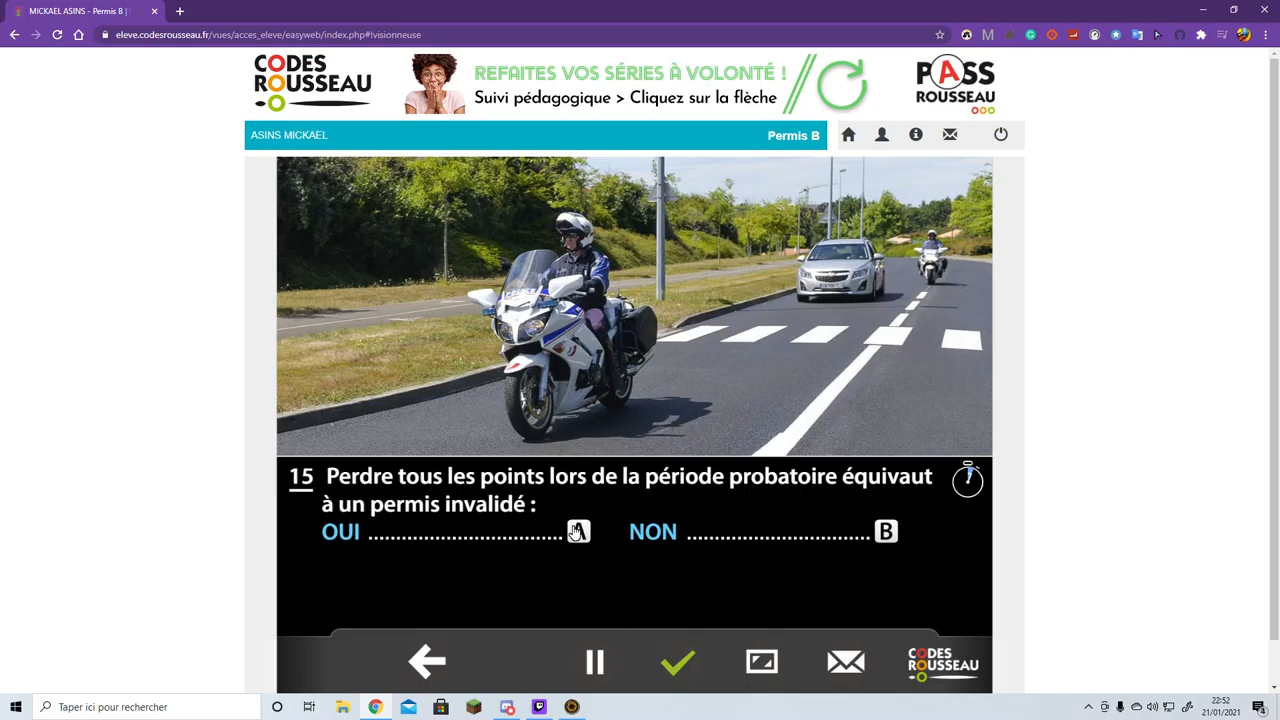 MICKAEL ASINS - Permis B |
eleve.codesrousseau.fr/vues/acces_eleve/easyweb/index.php#!visionneuse
CODES
ROUSSEAU
REFAITES VOS SÉRIES À VOLONTÉ !
Suivi pédagogique > Cliquez sur la flèche
PASS
ROUSSEAU
ASINS MICKAEL
Permis B
15 Perdre tous les points lors de la période probatoire équivaut
à un permis invalidé :
OUI .................................. A NON ................................ B
CODES
ROUSSEAU
Taper ici pour rechercher
22:52
21/01/2021
4